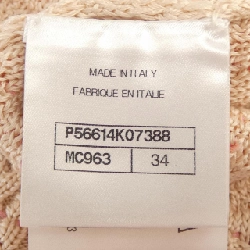 MADE IN ITALY
FABRIQUE EN ITALIE
P56614K07388
MC963 34